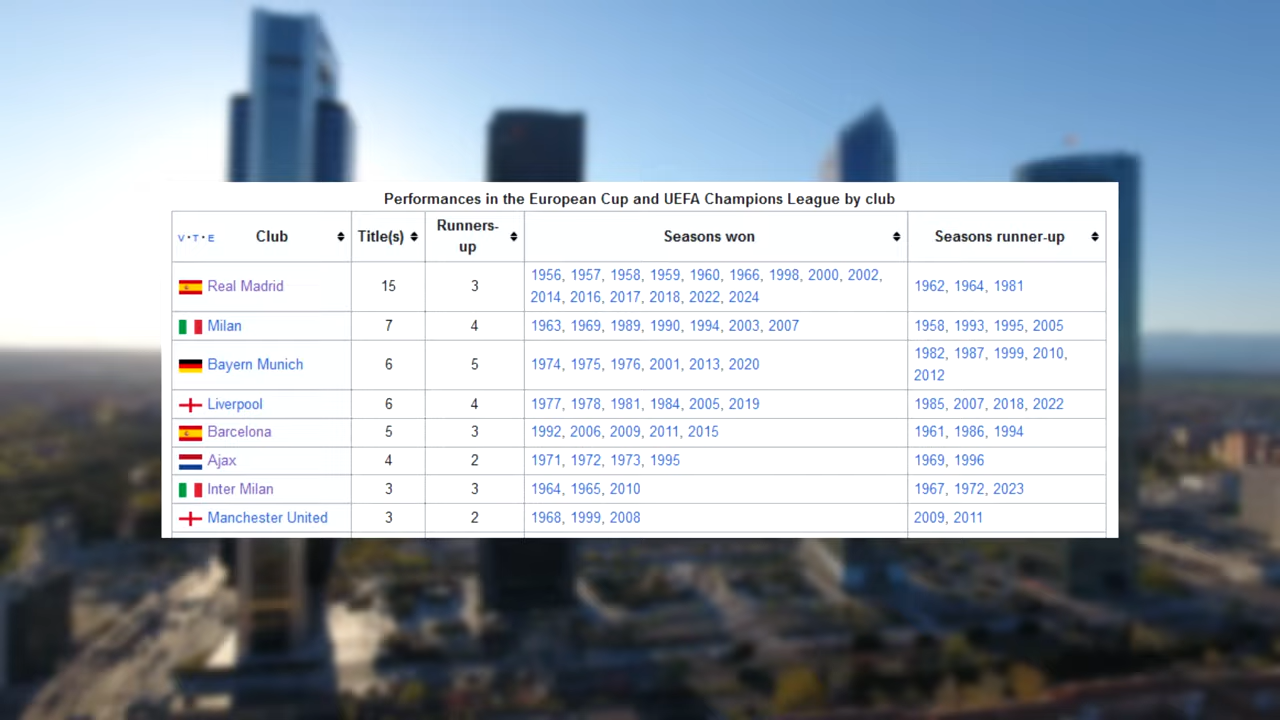 Performances in the European Cup and UEFA Champions League by club
V·T·E Club Title(s) Runners-up Seasons won Seasons runner-up
Real Madrid 15 3 1956, 1957, 1958, 1959, 1960, 1966, 1998, 2000, 2002, 2014, 2016, 2017, 2018, 2022, 2024 1962, 1964, 1981
Milan 7 4 1963, 1969, 1989, 1990, 1994, 2003, 2007 1958, 1993, 1995, 2005
Bayern Munich 6 5 1974, 1975, 1976, 2001, 2013, 2020 1982, 1987, 1999, 2010, 2012
Liverpool 6 4 1977, 1978, 1981, 1984, 2005, 2019 1985, 2007, 2018, 2022
Barcelona 5 3 1992, 2006, 2009, 2011, 2015 1961, 1986, 1994
Ajax 4 2 1971, 1972, 1973, 1995 1969, 1996
Inter Milan 3 3 1964, 1965, 2010 1967, 1972, 2023
Manchester United 3 2 1968, 1999, 2008 2009, 2011